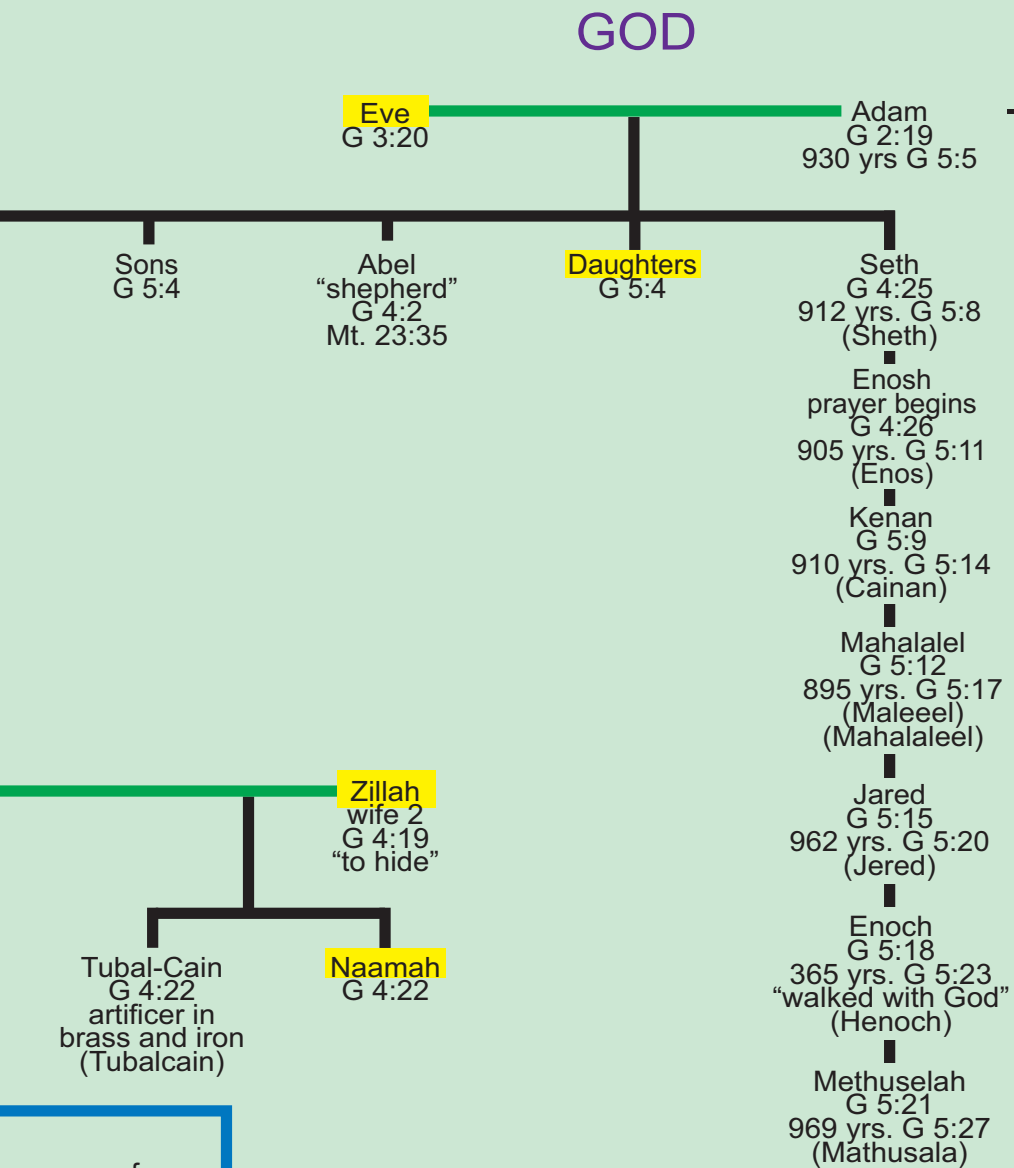 GOD
Eve
G 3:20
Adam
G 2:19
930 yrs G 5:5
Sons
G 5:4
Abel
“shepherd”
G 4:2
Mt. 23:35
Daughters
G 5:4
Seth
G 4:25
912 yrs. G 5:8
(Sheth)
Enosh
prayer begins
G 4:26
905 yrs. G 5:11
(Enos)
Kenan
G 5:9
910 yrs. G 5:14
(Cainan)
Mahalalel
G 5:12
895 yrs. G 5:17
(Maleeel)
(Mahalaleel)
Jared
G 5:15
962 yrs. G 5:20
(Jered)
Enoch
G 5:18
365 yrs. G 5:23
“walked with God”
(Henoch)
Methuselah
G 5:21
969 yrs. G 5:27
(Mathusala)
Zillah
wife 2
G 4:19
“to hide”
Tubal-Cain
G 4:22
artificer in
brass and iron
(Tubalcain)
Naamah
G 4:22